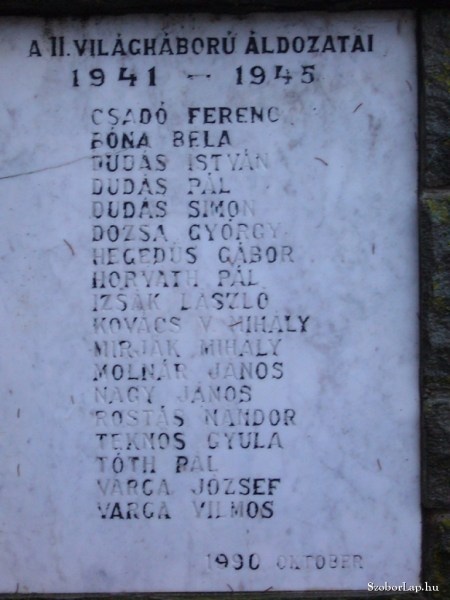 A II. VILÁGHÁBORÚ ÁLDOZATAI
1941 - 1945
CSADÓ FERENC
BÓNA BÉLA
DUDÁS ISTVÁN
DUDÁS PÁL
DUDÁS SIMON
DÓZSA GYÖRGY
HEGEDŰS GÁBOR
HORVÁTH PÁL
IZSÁK LÁSZLÓ
KOVÁCS V MIHÁLY
MIRJÁK MIHÁLY
MOLNÁR JÁNOS
NAGY JÁNOS
ROSTÁS NÁNDOR
TEKNŐS GYULA
TÓTH PÁL
VARGA JÓZSEF
VARGA VILMOS
1990 OKTÓBER
SzoborLap.hu